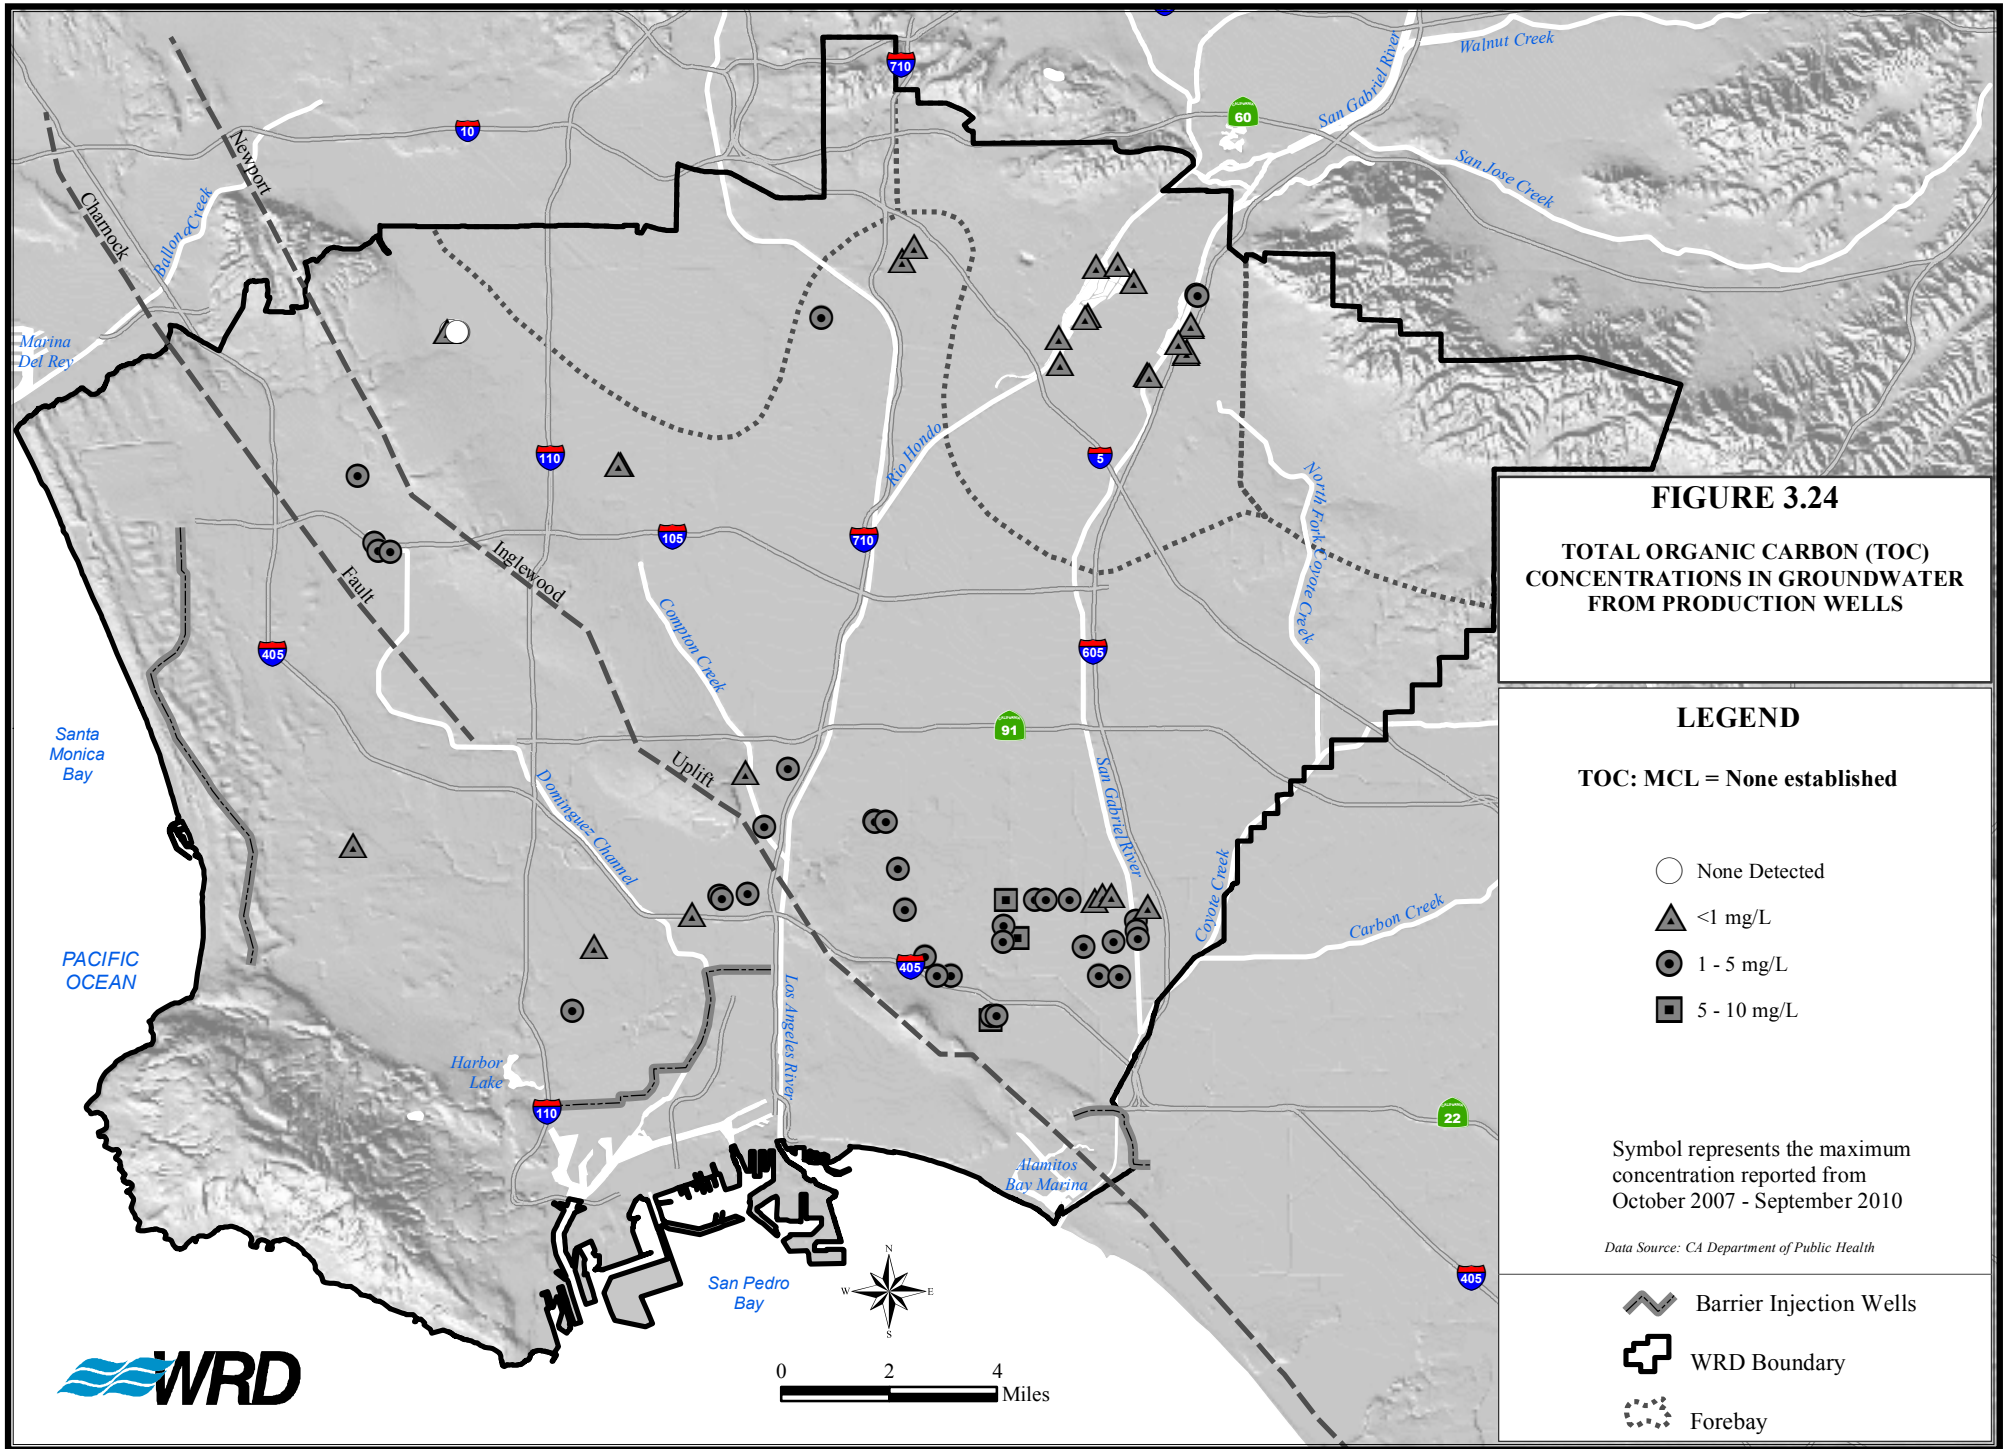 710
Walnut Creek
San Gabriel River
10
CALIFORNIA
60
San Jose Creek
Newport
Charnock
Ballona Creek
Marina
Del Rey
110
5
Rio Hondo
North Fork Coyote Creek
105
710
Inglewood
Fault
405
Compton Creek
605
Santa
Monica
Bay
CALIFORNIA
91
Uplift
Dominguez Channel
San Gabriel River
Coyote Creek
Carbon Creek
PACIFIC
OCEAN
405
Los Angeles River
Harbor
Lake
110
CALIFORNIA
22
Alamitos
Bay Marina
405
San Pedro
Bay
N
W
E
S
0 2 4
Miles
WRD
FIGURE 3.24
TOTAL ORGANIC CARBON (TOC)
CONCENTRATIONS IN GROUNDWATER
FROM PRODUCTION WELLS
LEGEND
TOC: MCL = None established
None Detected
<1 mg/L
1 - 5 mg/L
5 - 10 mg/L
Symbol represents the maximum
concentration reported from
October 2007 - September 2010
Data Source: CA Department of Public Health
Barrier Injection Wells
WRD Boundary
Forebay